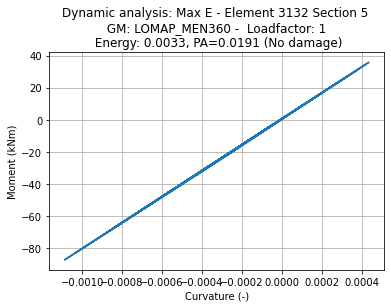 Dynamic analysis: Max E - Element 3132 Section 5
GM: LOMAP_MEN360 - Loadfactor: 1
Energy: 0.0033, PA=0.0191 (No damage)
Moment (kNm)
40
20
0
−20
−40
−60
−80
−0.0010 −0.0008 −0.0006 −0.0004 −0.0002 0.0000 0.0002 0.0004
Curvature (-)